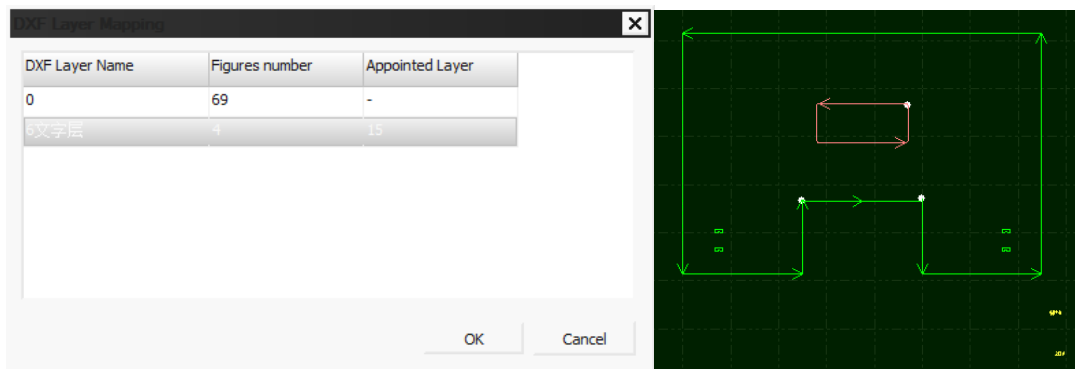 DXF Layer Mapping
DXF Layer Name Figures number Appointed Layer
0 69 -
6文字层 4 15
OK Cancel